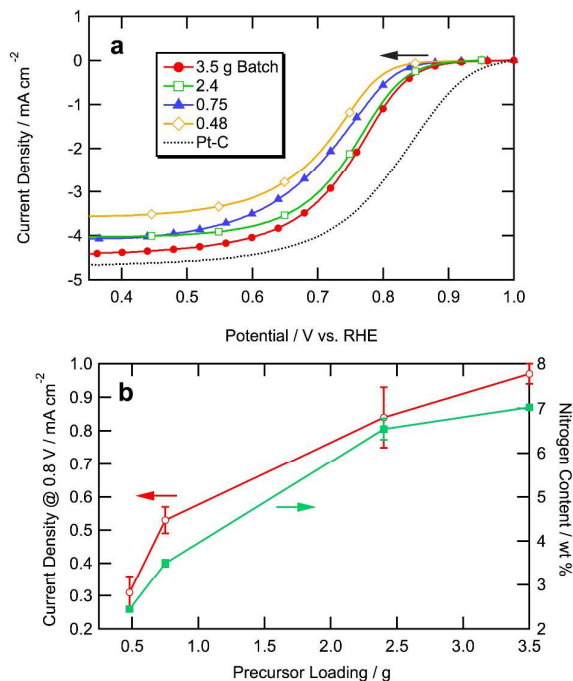 a
3.5 g Batch
2.4
0.75
0.48
Pt-C
Current Density / mA cm-2
1
0
-1
-2
-3
-4
-5
0.4 0.5 0.6 0.7 0.8 0.9 1.0
Potential / V vs. RHE
b
Current Density @ 0.8 V / mA cm-2
1.0
0.9
0.8
0.7
0.6
0.5
0.4
0.3
0.2
8
7
6
5
4
3
2
Nitrogen Content / wt %
0.5 1.0 1.5 2.0 2.5 3.0 3.5
Precursor Loading / g